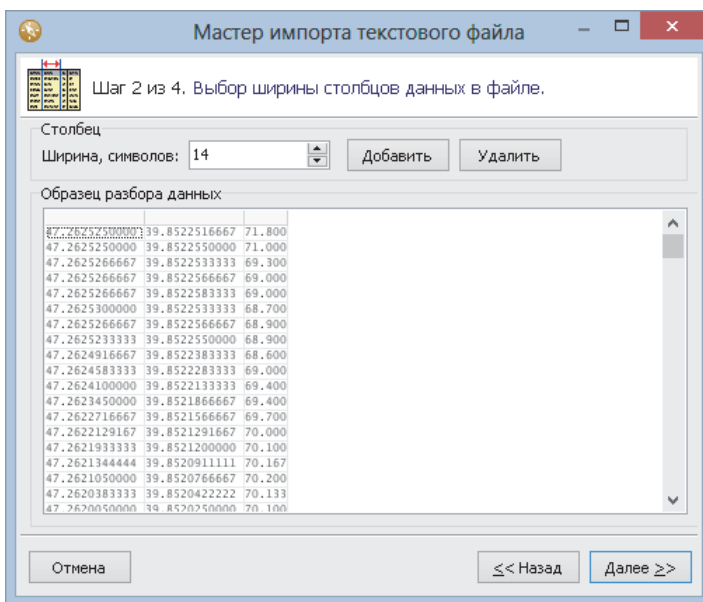 Мастер импорта текстового файла
Шаг 2 из 4. Выбор ширины столбцов данных в файле.
Столбец
Ширина, символов: 14 Добавить Удалить
Образец разбора данных
47.2625250000 39.8522516667 71.800
47.2625250000 39.8522550000 71.000
47.2625266667 39.8522533333 69.300
47.2625266667 39.8522566667 69.000
47.2625266667 39.8522583333 69.000
47.2625300000 39.8522533333 68.700
47.2625266667 39.8522566667 68.900
47.2625233333 39.8522550000 68.900
47.2624916667 39.8522383333 68.600
47.2624583333 39.8522283333 69.000
47.2624100000 39.8522133333 69.400
47.2623450000 39.8521866667 69.400
47.2622716667 39.8521566667 69.700
47.2622129167 39.8521291667 70.000
47.2621933333 39.8521200000 70.100
47.2621344444 39.8520911111 70.167
47.2621050000 39.8520766667 70.200
47.2620383333 39.8520422222 70.133
47.2620050000 39.8520250000 70.100
Отмена << Назад Далее >>